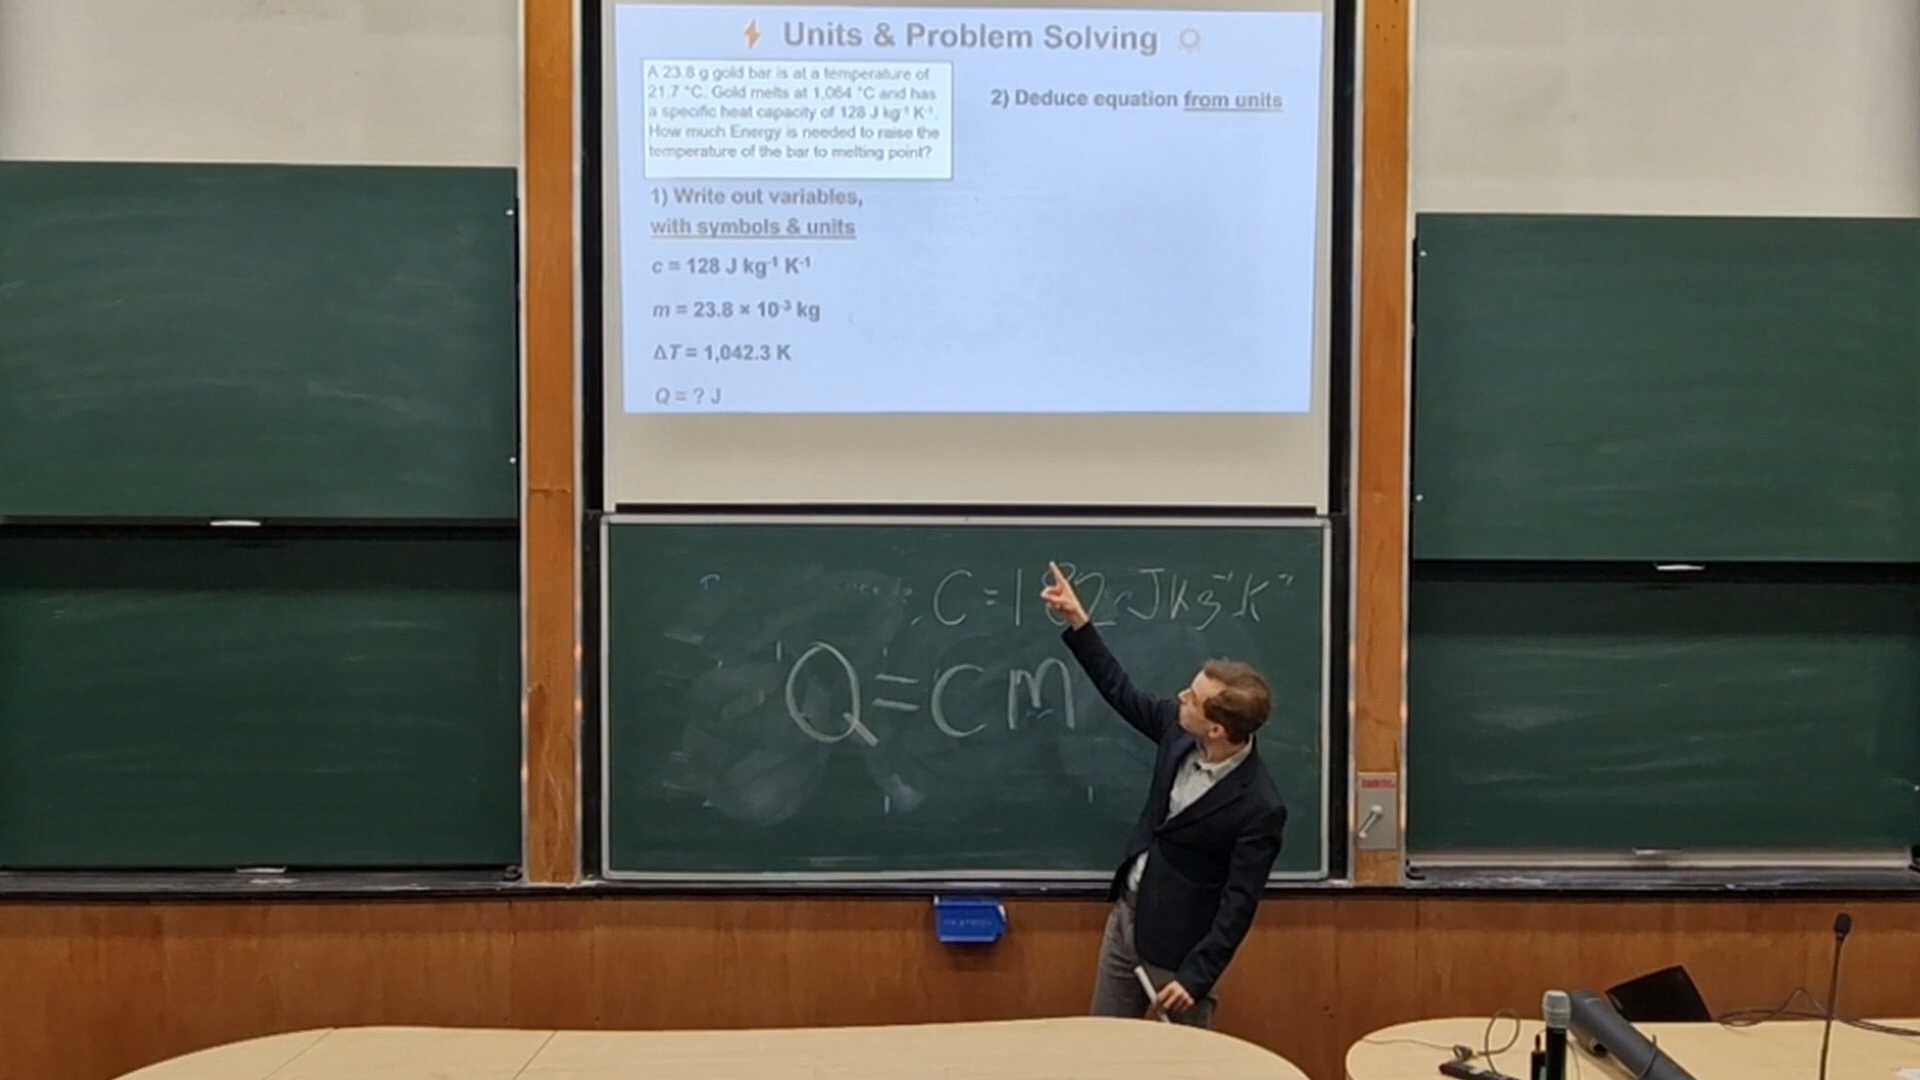 ⚡ Units & Problem Solving
A 23.8 g gold bar is at a temperature of
21.7 °C. Gold melts at 1,064 °C and has
a specific heat capacity of 128 J kg⁻¹ K⁻¹.
How much Energy is needed to raise the
temperature of the bar to melting point?
1) Write out variables,
with symbols & units
c = 128 J kg⁻¹ K⁻¹
m = 23.8 × 10⁻³ kg
ΔT = 1,042.3 K
Q = ? J
2) Deduce equation from units
C = 182 J kg⁻¹ K⁻¹
Q = C m